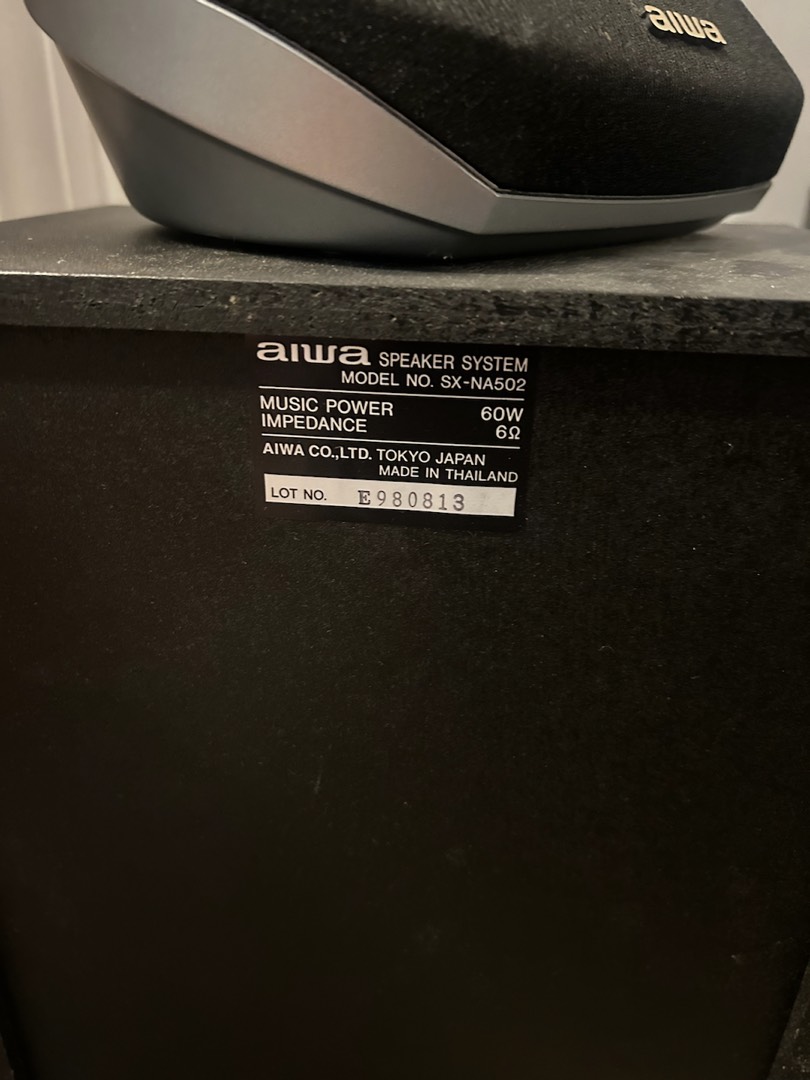 aiwa
aiwa SPEAKER SYSTEM
MODEL NO. SX-NA502
MUSIC POWER 60W
IMPEDANCE 6Ω
AIWA CO.,LTD. TOKYO JAPAN
MADE IN THAILAND
LOT NO. E980813